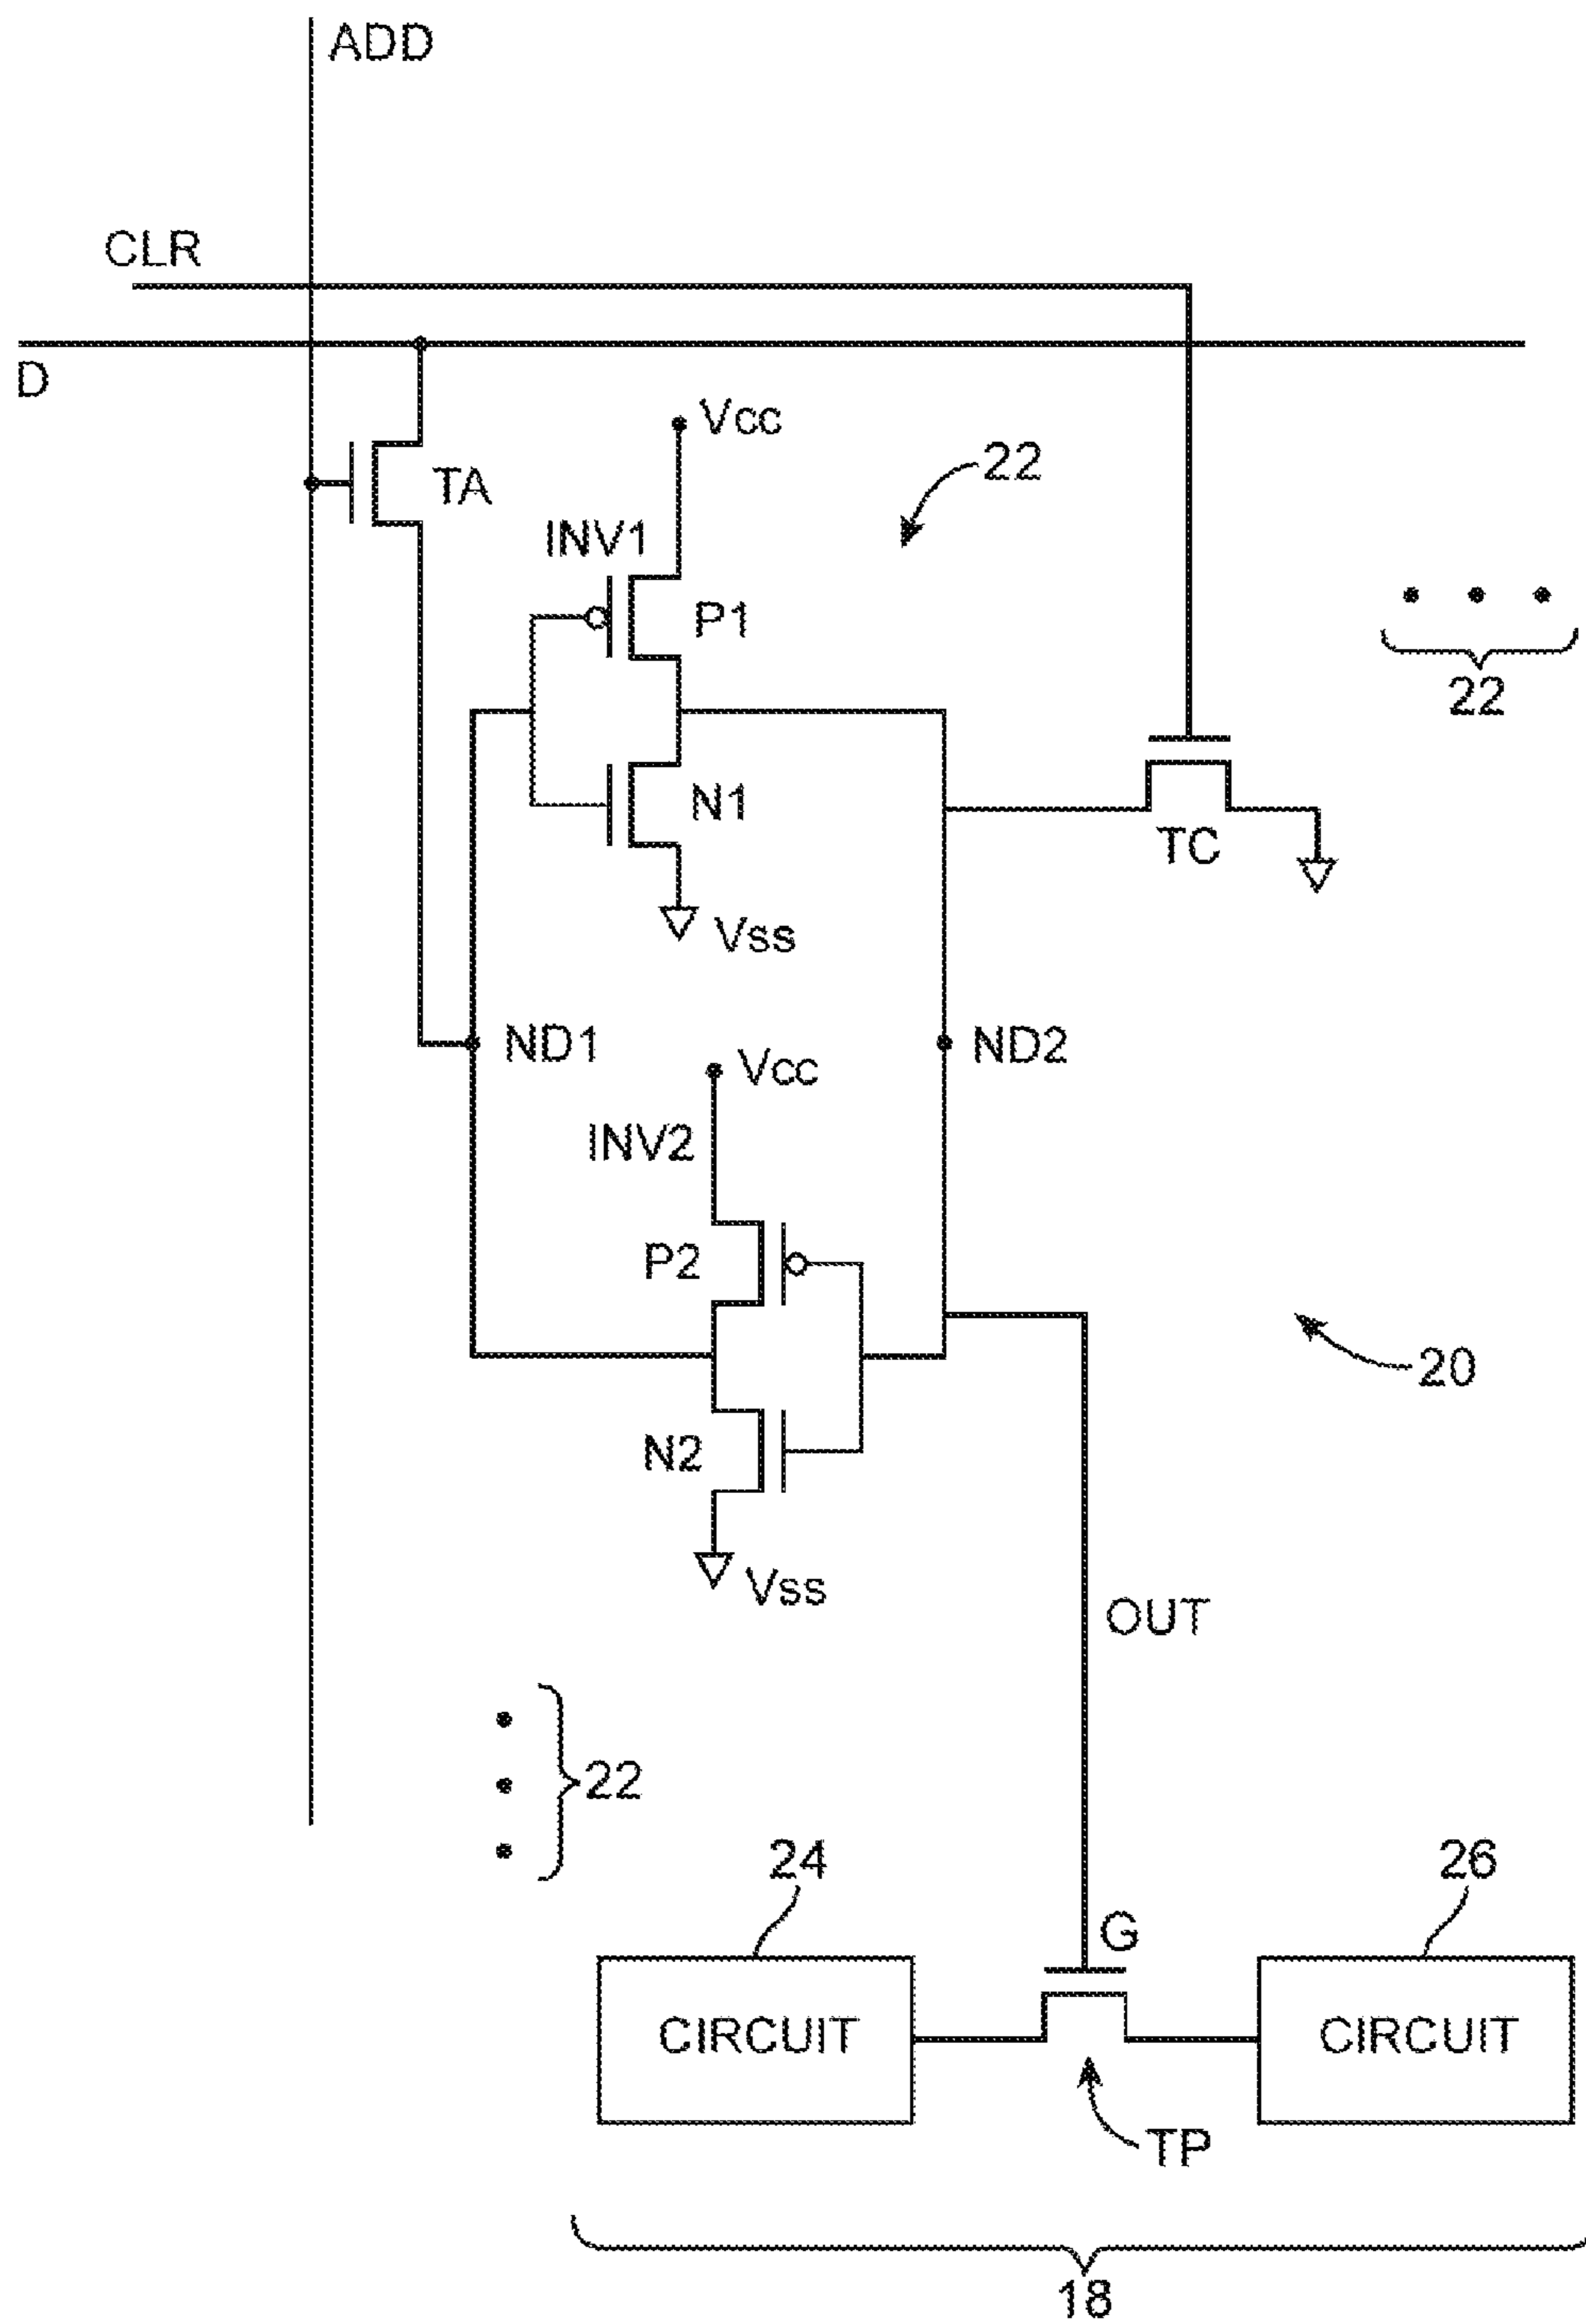 ADD
CLR
D
Vcc
22
TA
INV1
P1
22
N1
TC
Vss
ND1
ND2
Vcc
INV2
P2
20
N2
Vss
OUT
22
24
26
G
CIRCUIT
CIRCUIT
TP
18